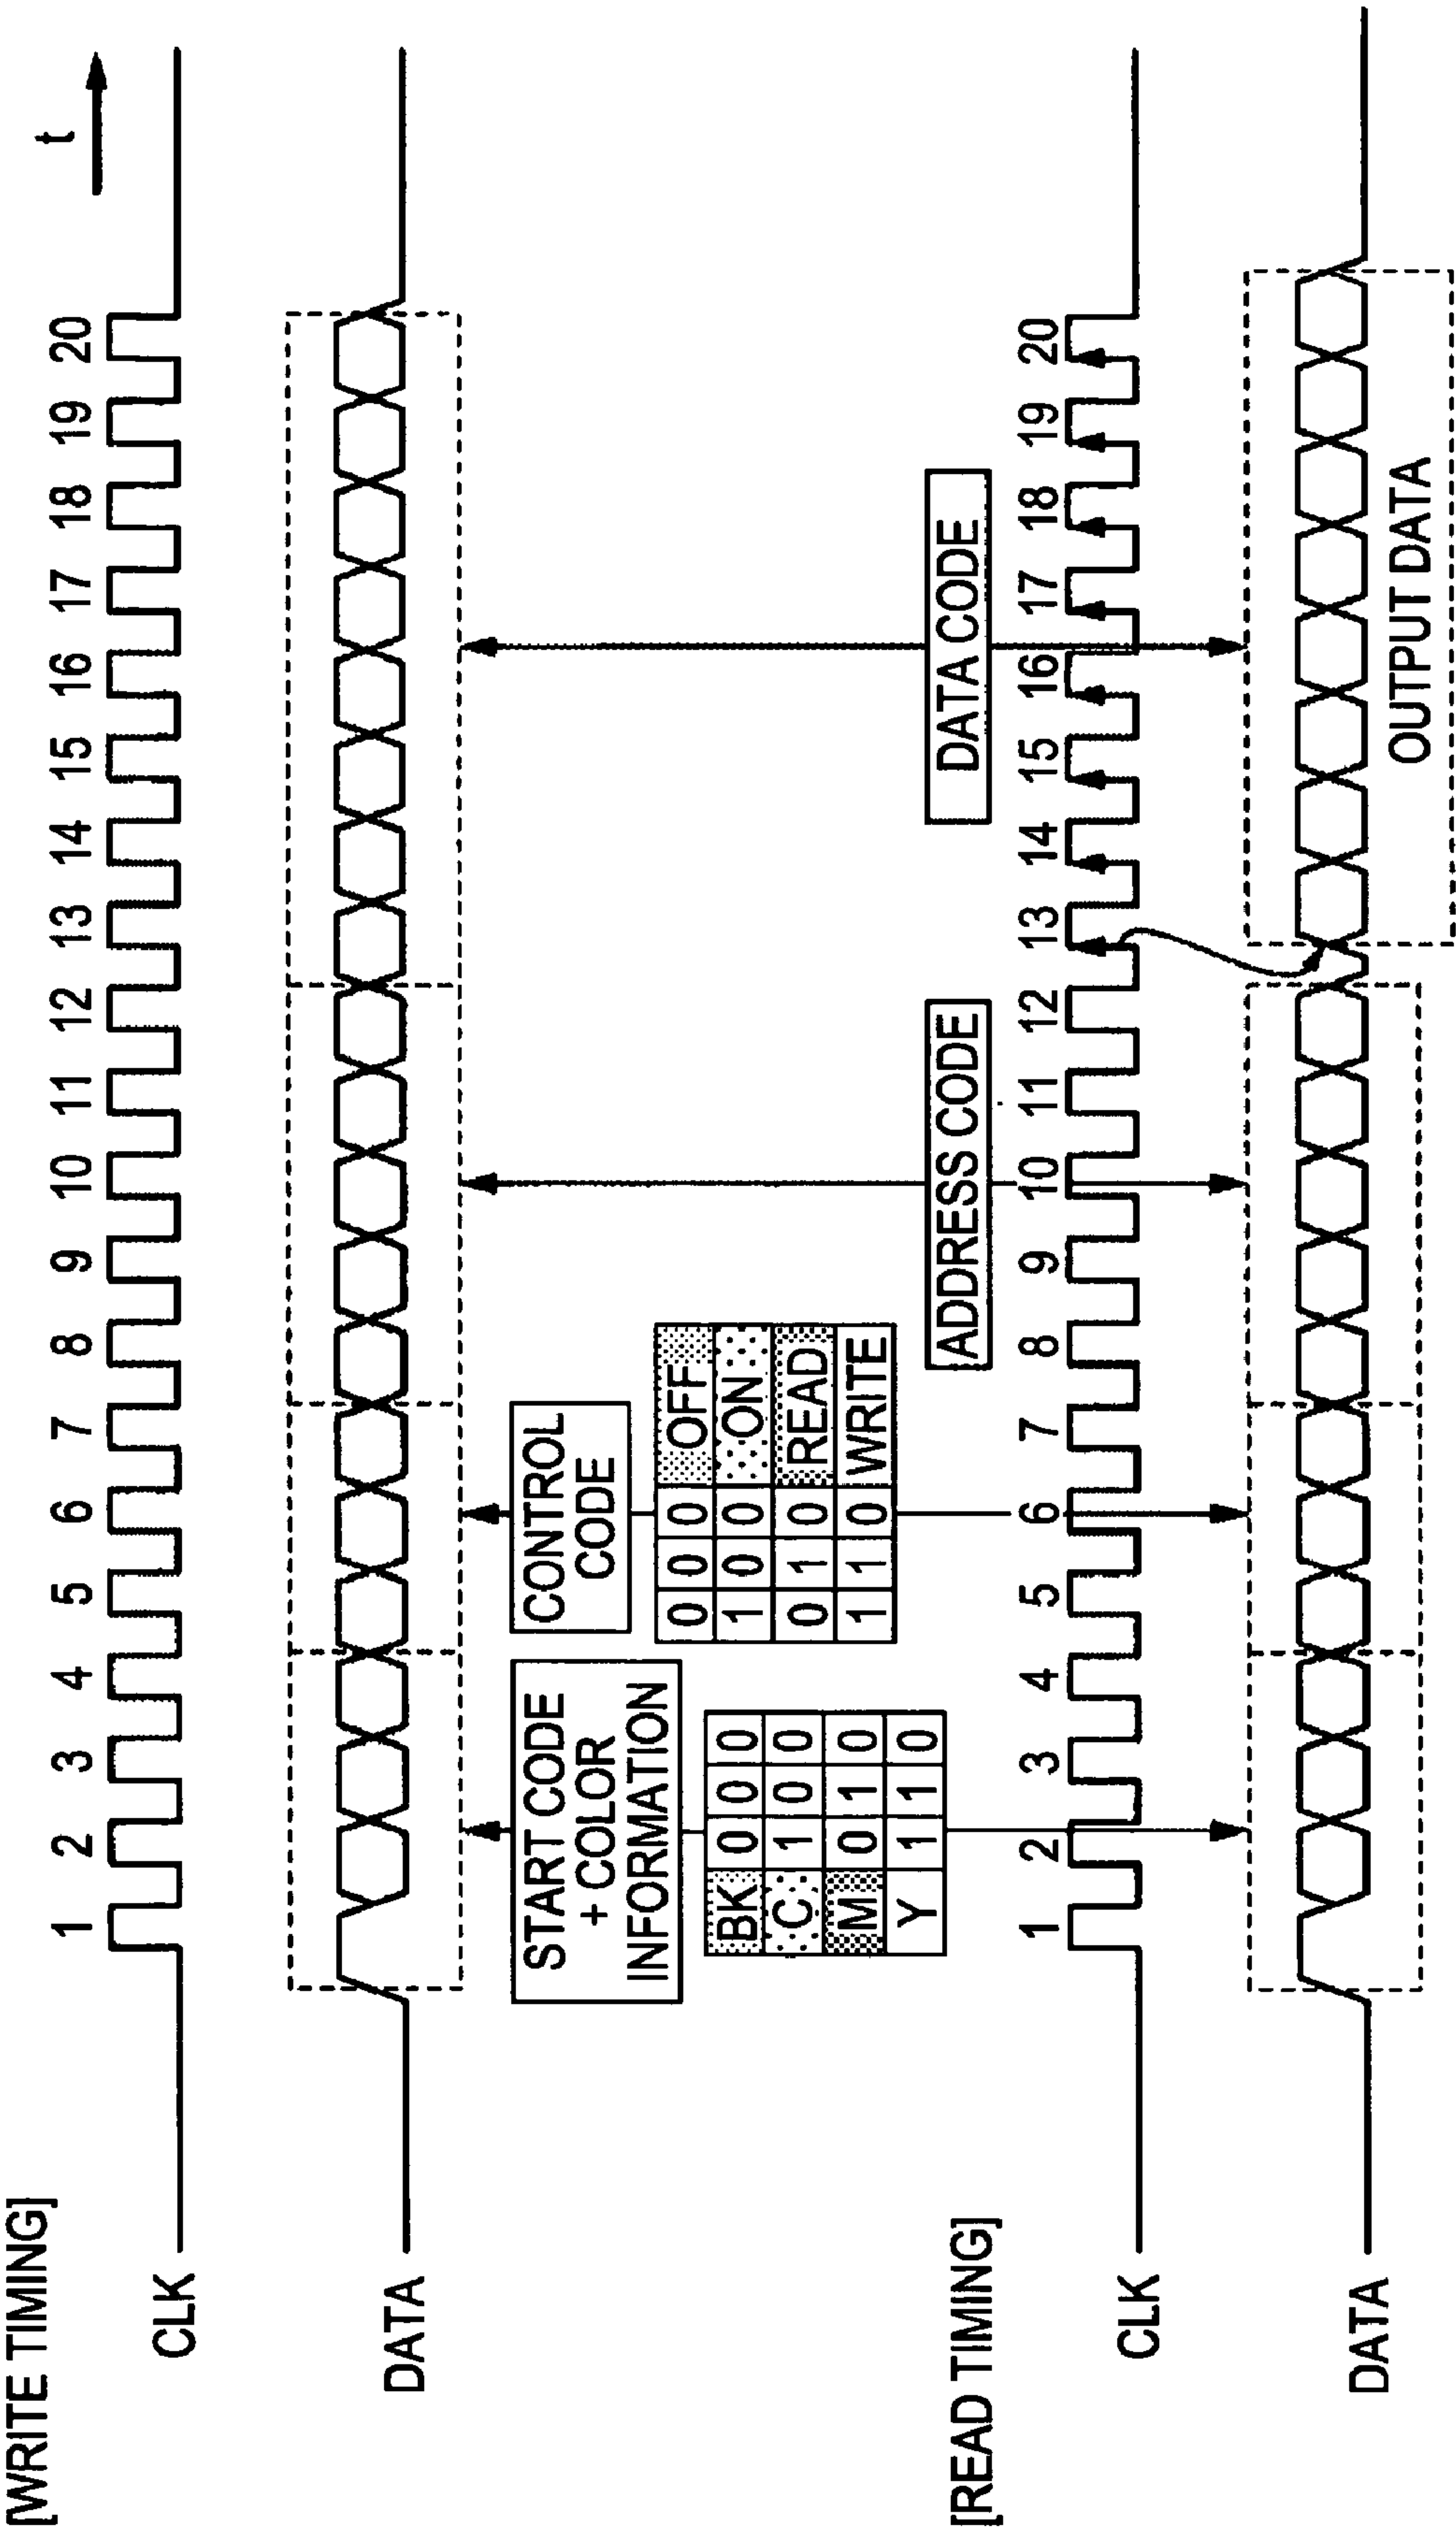 [WRITE TIMING]
t
CLK
1 2 3 4 5 6 7 8 9 10 11 12 13 14 15 16 17 18 19 20
DATA
START CODE
+ COLOR
INFORMATION
BK 0 0 0
C 1 0 0
M 0 1 0
Y 1 1 0
CONTROL
CODE
0 0 0 OFF
1 0 0 ON
0 1 0 READ
1 1 0 WRITE
ADDRESS CODE
DATA CODE
[READ TIMING]
CLK
1 2 3 4 5 6 7 8 9 10 11 12 13 14 15 16 17 18 19 20
DATA
OUTPUT DATA